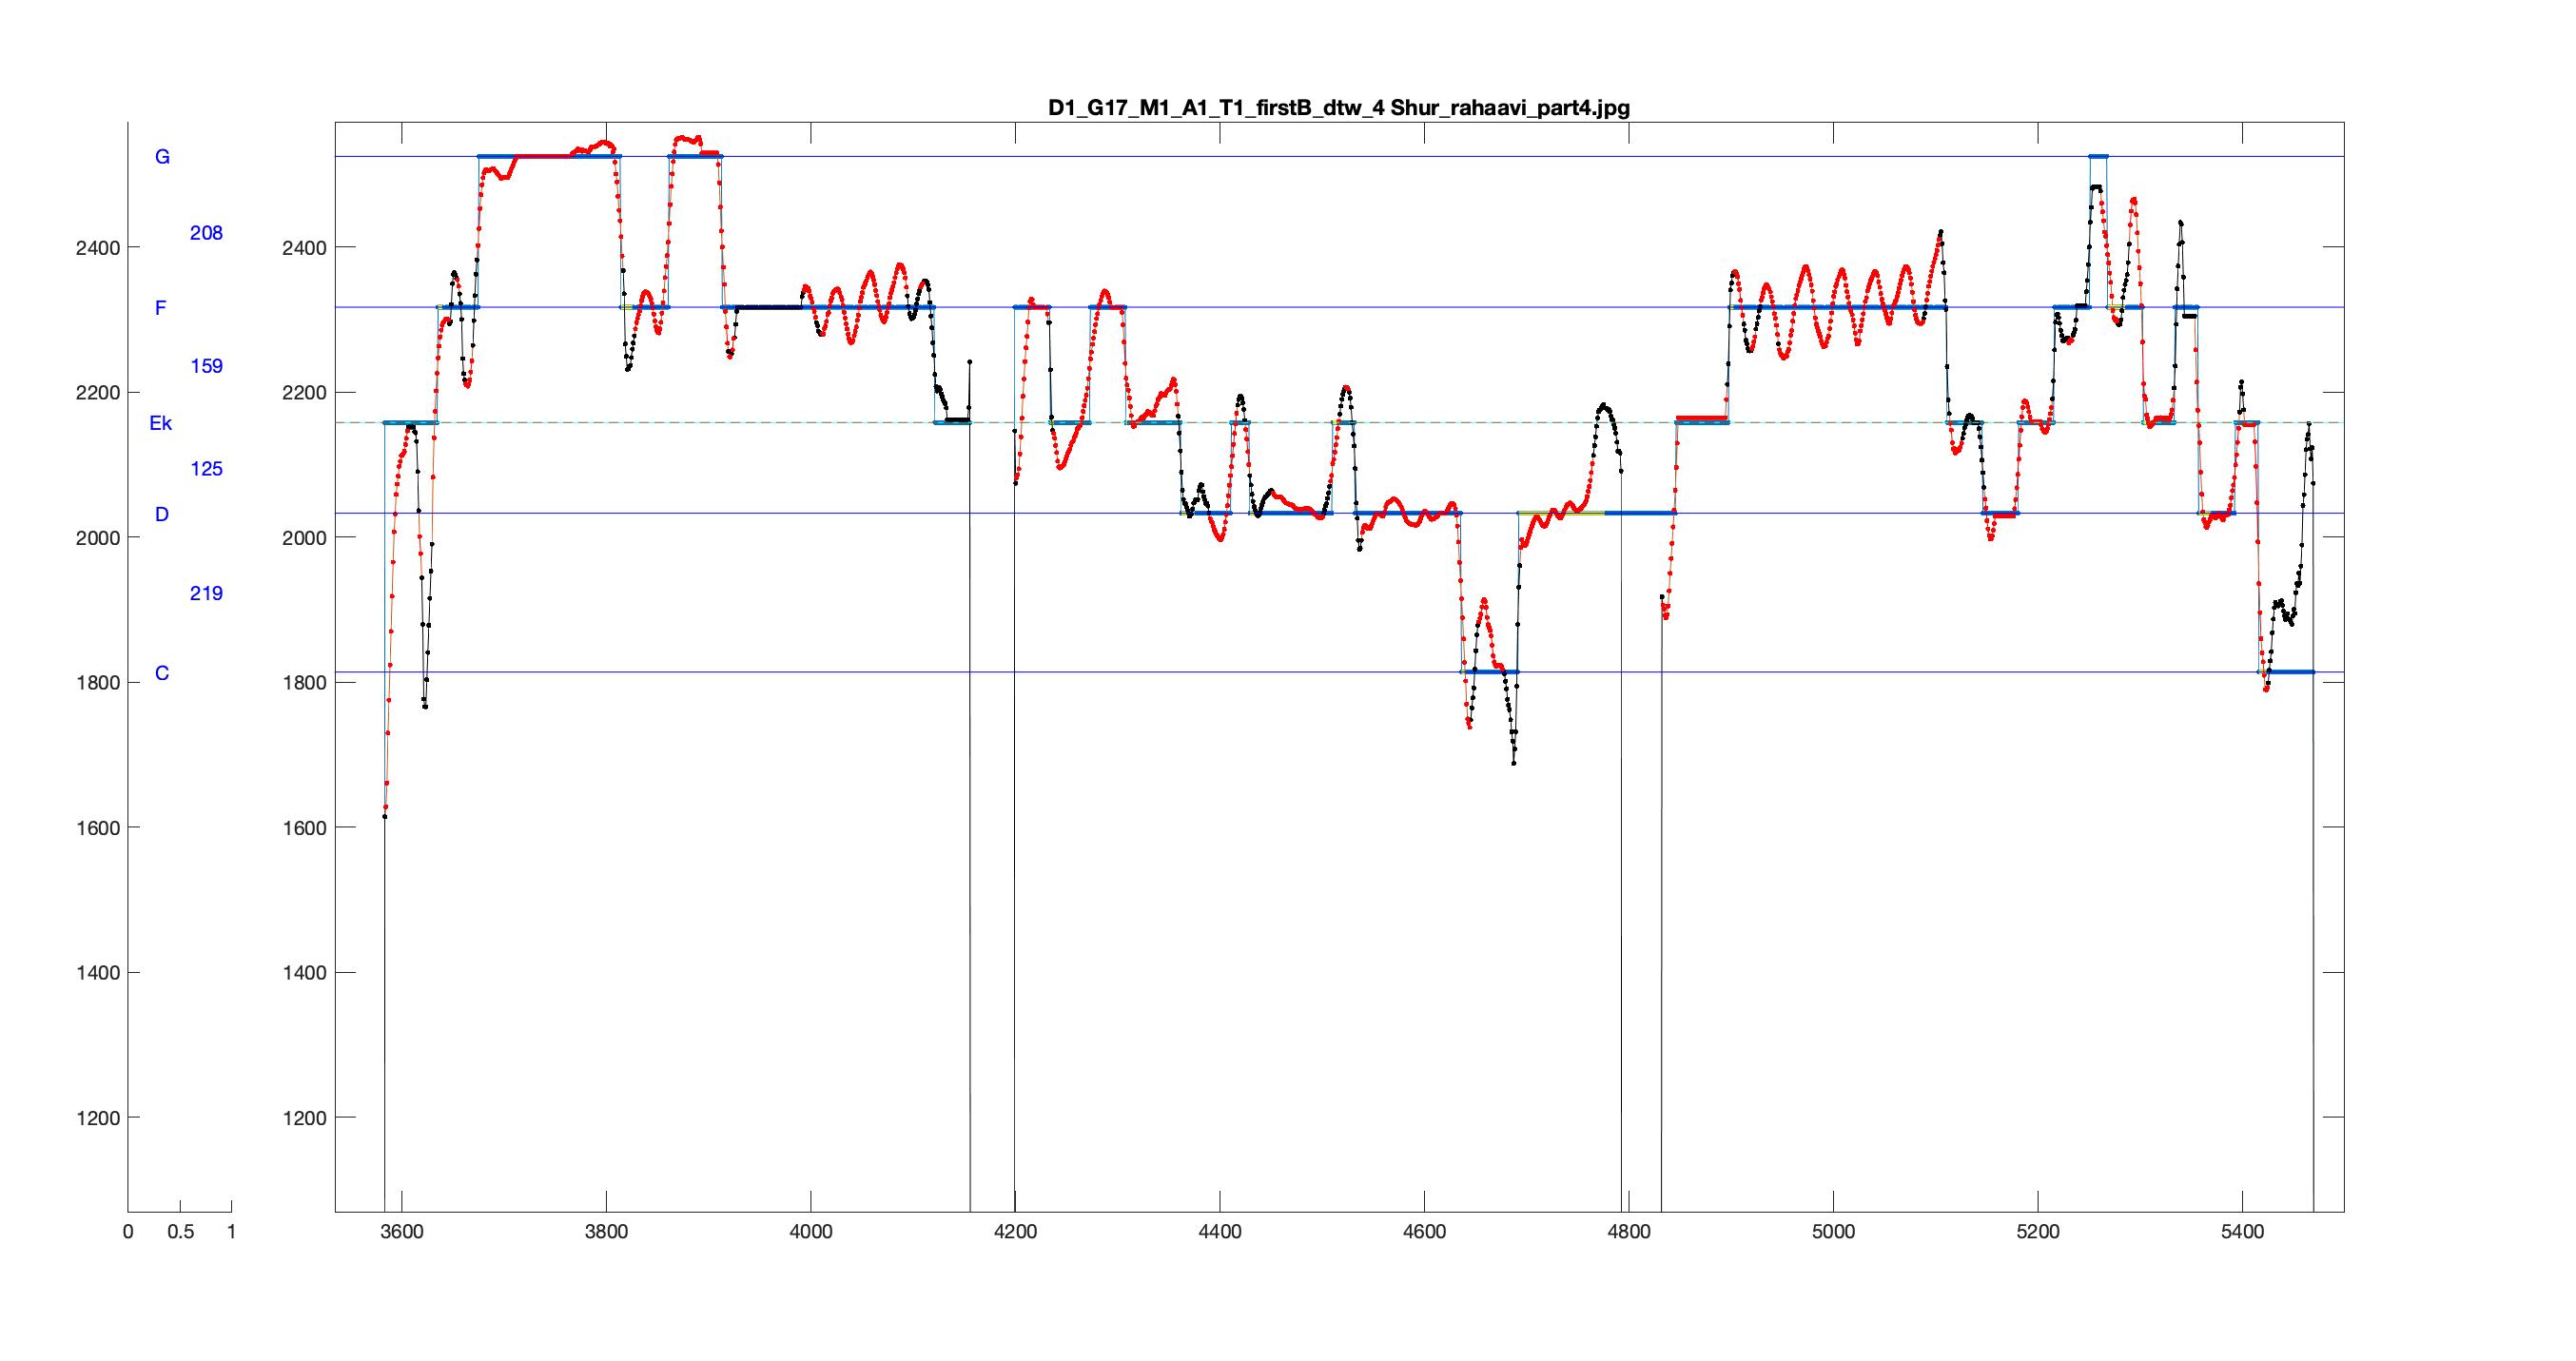 D1_G17_M1_A1_T1_firstB_dtw_4 Shur_rahaavi_part4.jpg
G
208
2400 2400
F
159
2200 2200
Ek
125
D
2000 2000
219
C
1800 1800
1600 1600
1400 1400
1200 1200
0 0.5 1 3600 3800 4000 4200 4400 4600 4800 5000 5200 5400